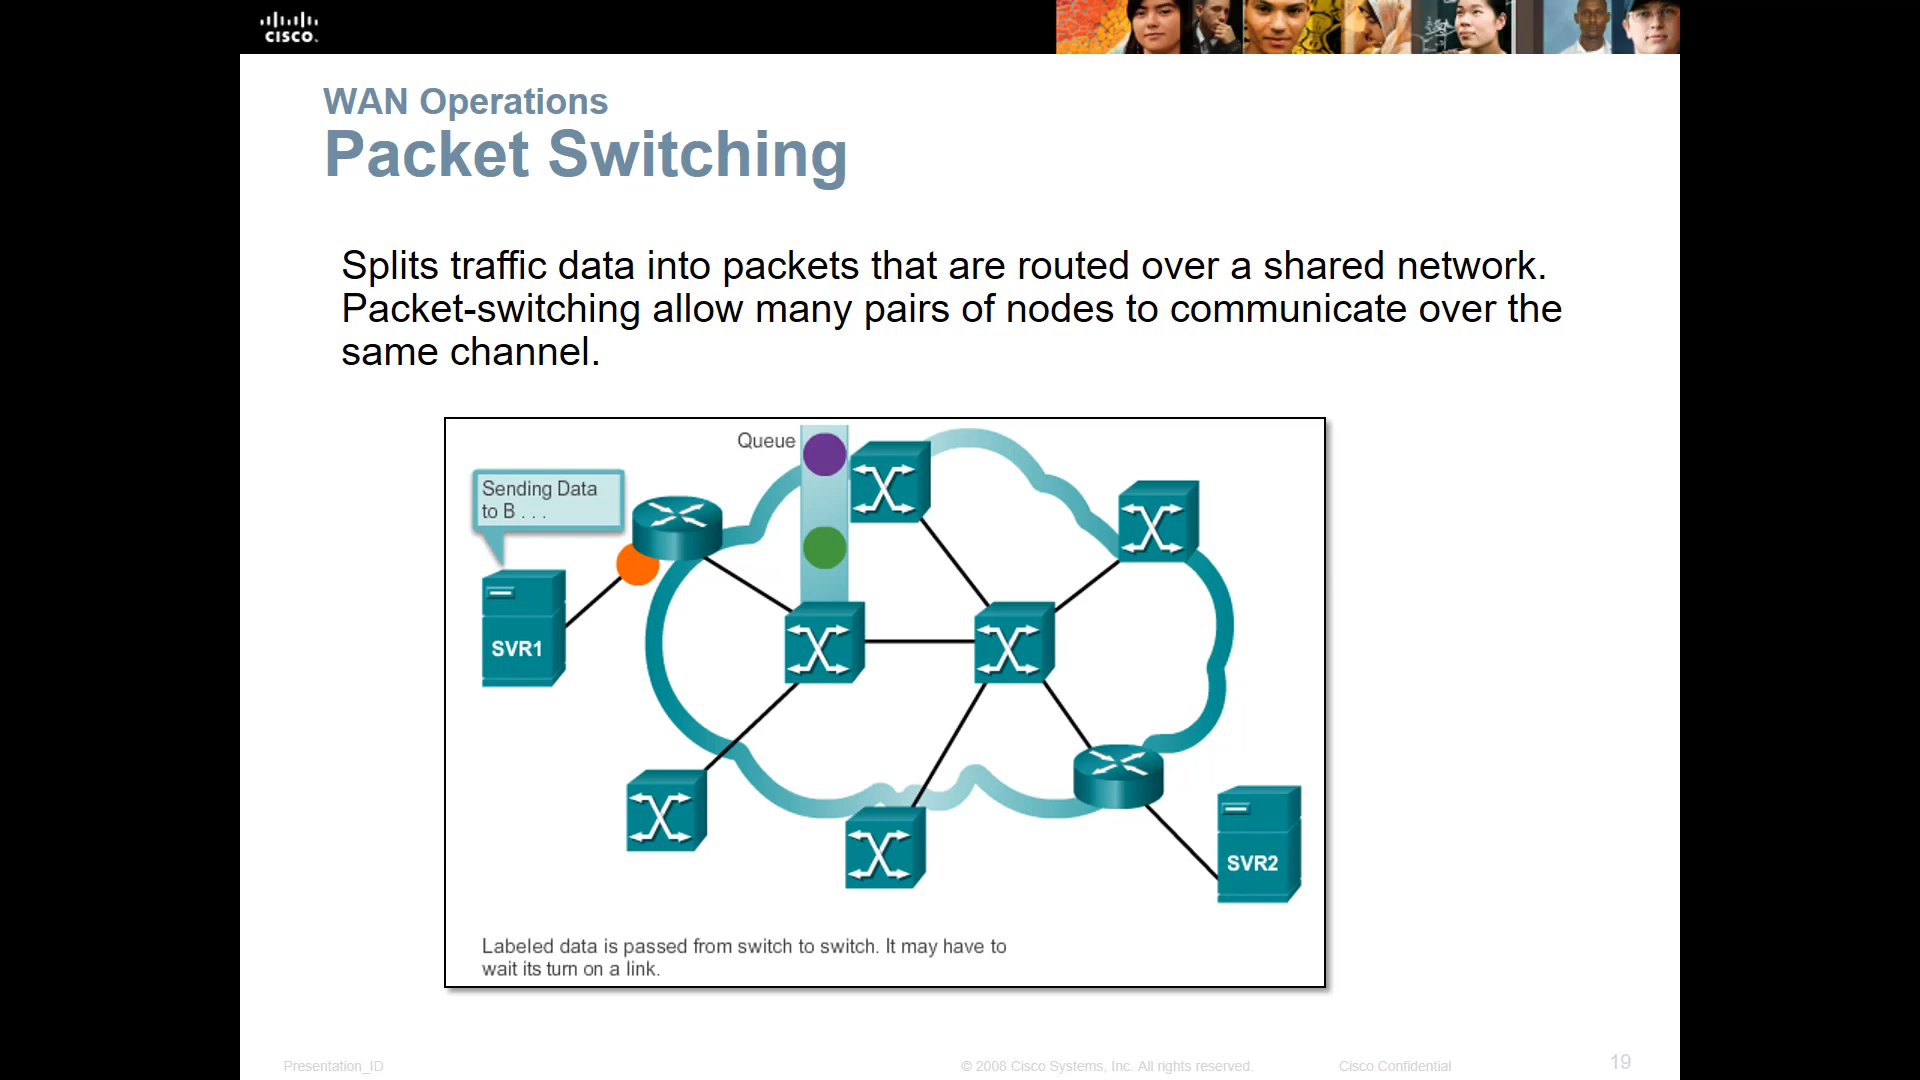 CISCO.
WAN Operations
Packet Switching
Splits traffic data into packets that are routed over a shared network.
Packet-switching allow many pairs of nodes to communicate over the
same channel.
Queue
Sending Data
to B . . .
SVR1
SVR2
Labeled data is passed from switch to switch. It may have to
wait its turn on a link.
Presentation_ID
© 2008 Cisco Systems, Inc. All rights reserved.
Cisco Confidential
19